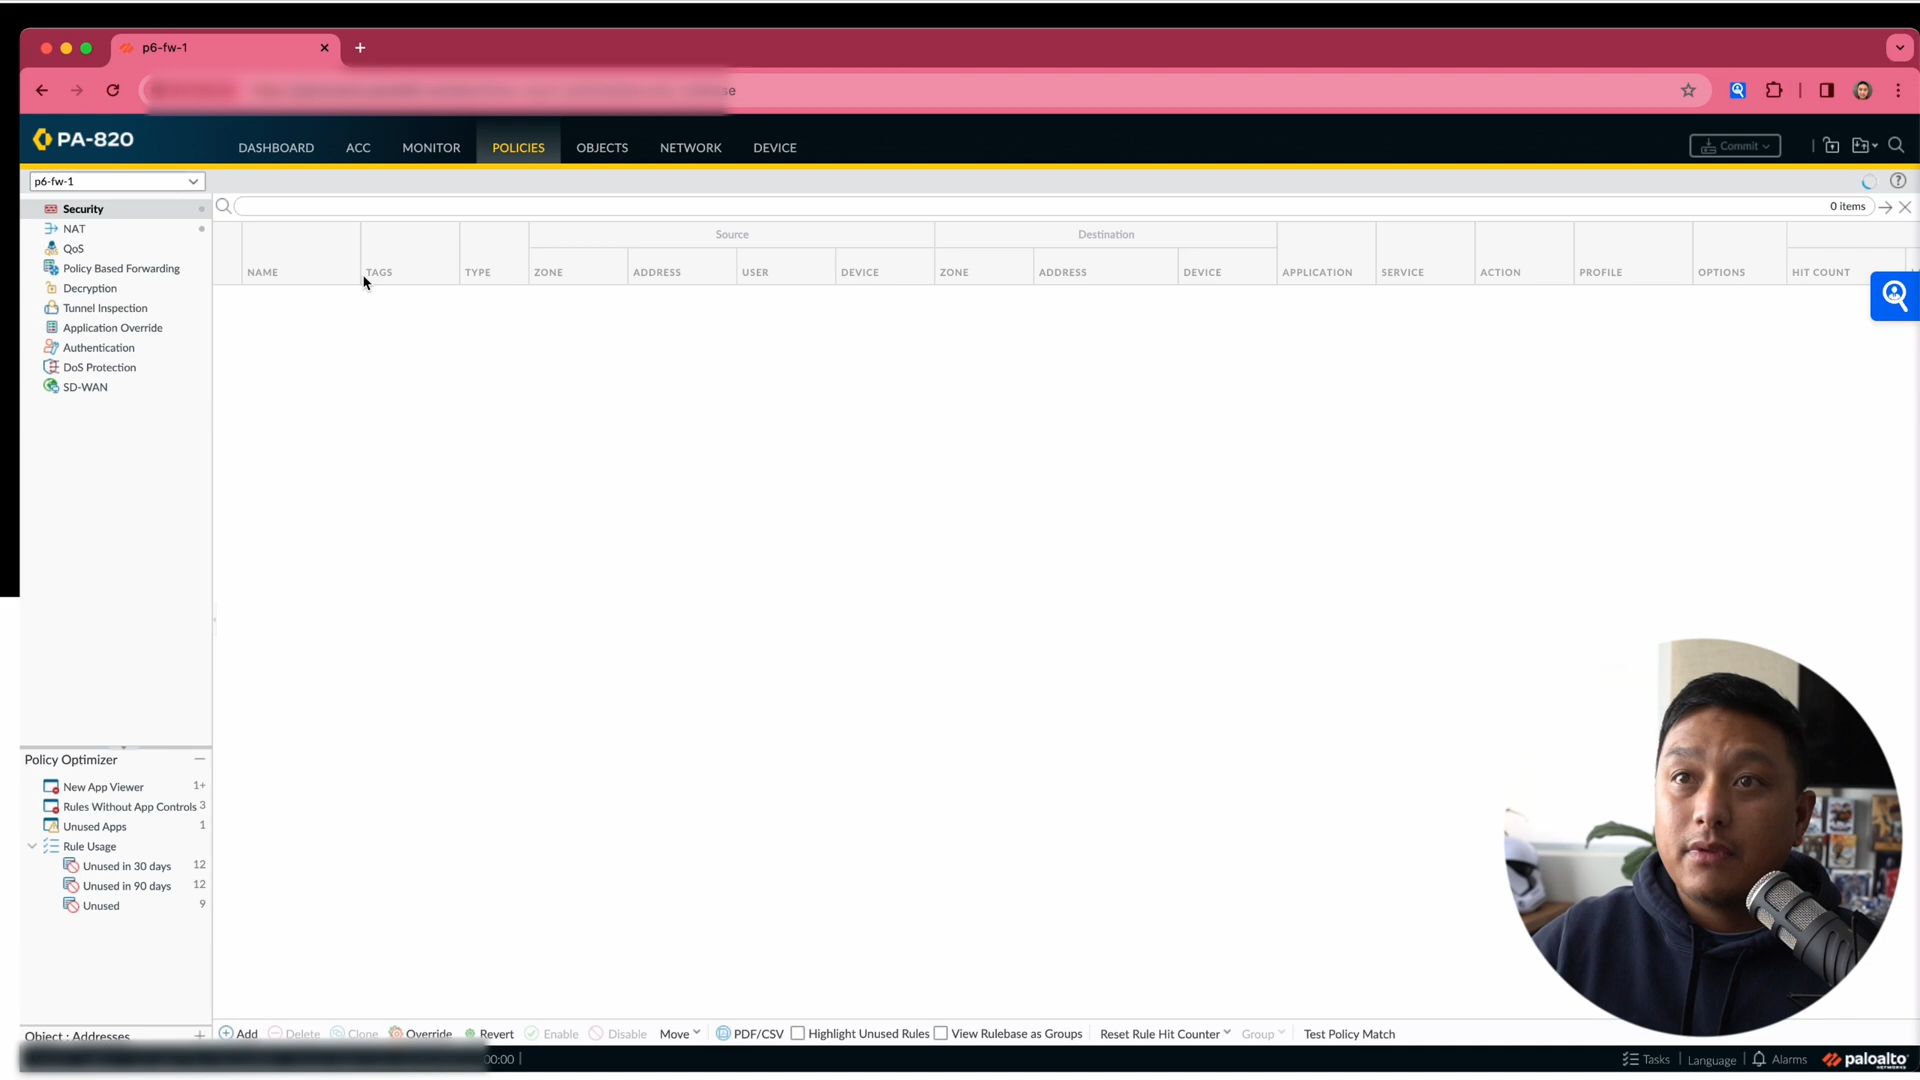 p6-fw-1
se
PA-820
DASHBOARD ACC MONITOR POLICIES OBJECTS NETWORK DEVICE
Commit
p6-fw-1
0 items
Security
NAT
QoS
Policy Based Forwarding
Decryption
Tunnel Inspection
Application Override
Authentication
DoS Protection
SD-WAN
Source Destination
NAME TAGS TYPE ZONE ADDRESS USER DEVICE ZONE ADDRESS DEVICE APPLICATION SERVICE ACTION PROFILE OPTIONS HIT COUNT
Policy Optimizer
New App Viewer 1+
Rules Without App Controls 3
Unused Apps 1
Rule Usage
Unused in 30 days 12
Unused in 90 days 12
Unused 9
Object : Addresses
Add Delete Clone Override Revert Enable Disable Move PDF/CSV Highlight Unused Rules View Rulebase as Groups Reset Rule Hit Counter Group Test Policy Match
00:00 |
Tasks | Language | Alarms paloalto
NETWORKS